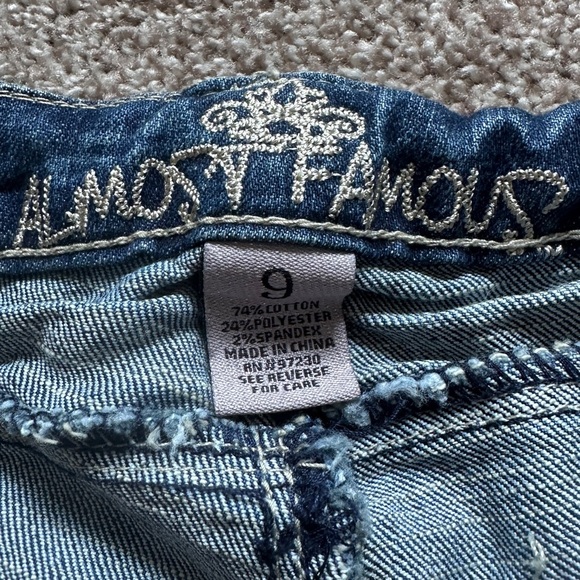 ALMOST FAMOUS
9
74% COTTON
24% POLYESTER
2% SPANDEX
MADE IN CHINA
RN# 97230
SEE REVERSE
FOR CARE